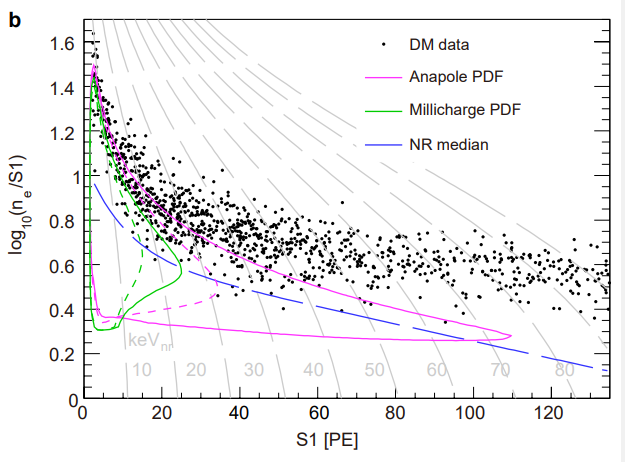 b
DM data
Anapole PDF
Millicharge PDF
NR median
log10(ne/S1)
1.6
1.4
1.2
1
0.8
0.6
0.4
0.2
0
keVnr
10 20 30 40 50 60 70 80
0 20 40 60 80 100 120
S1 [PE]